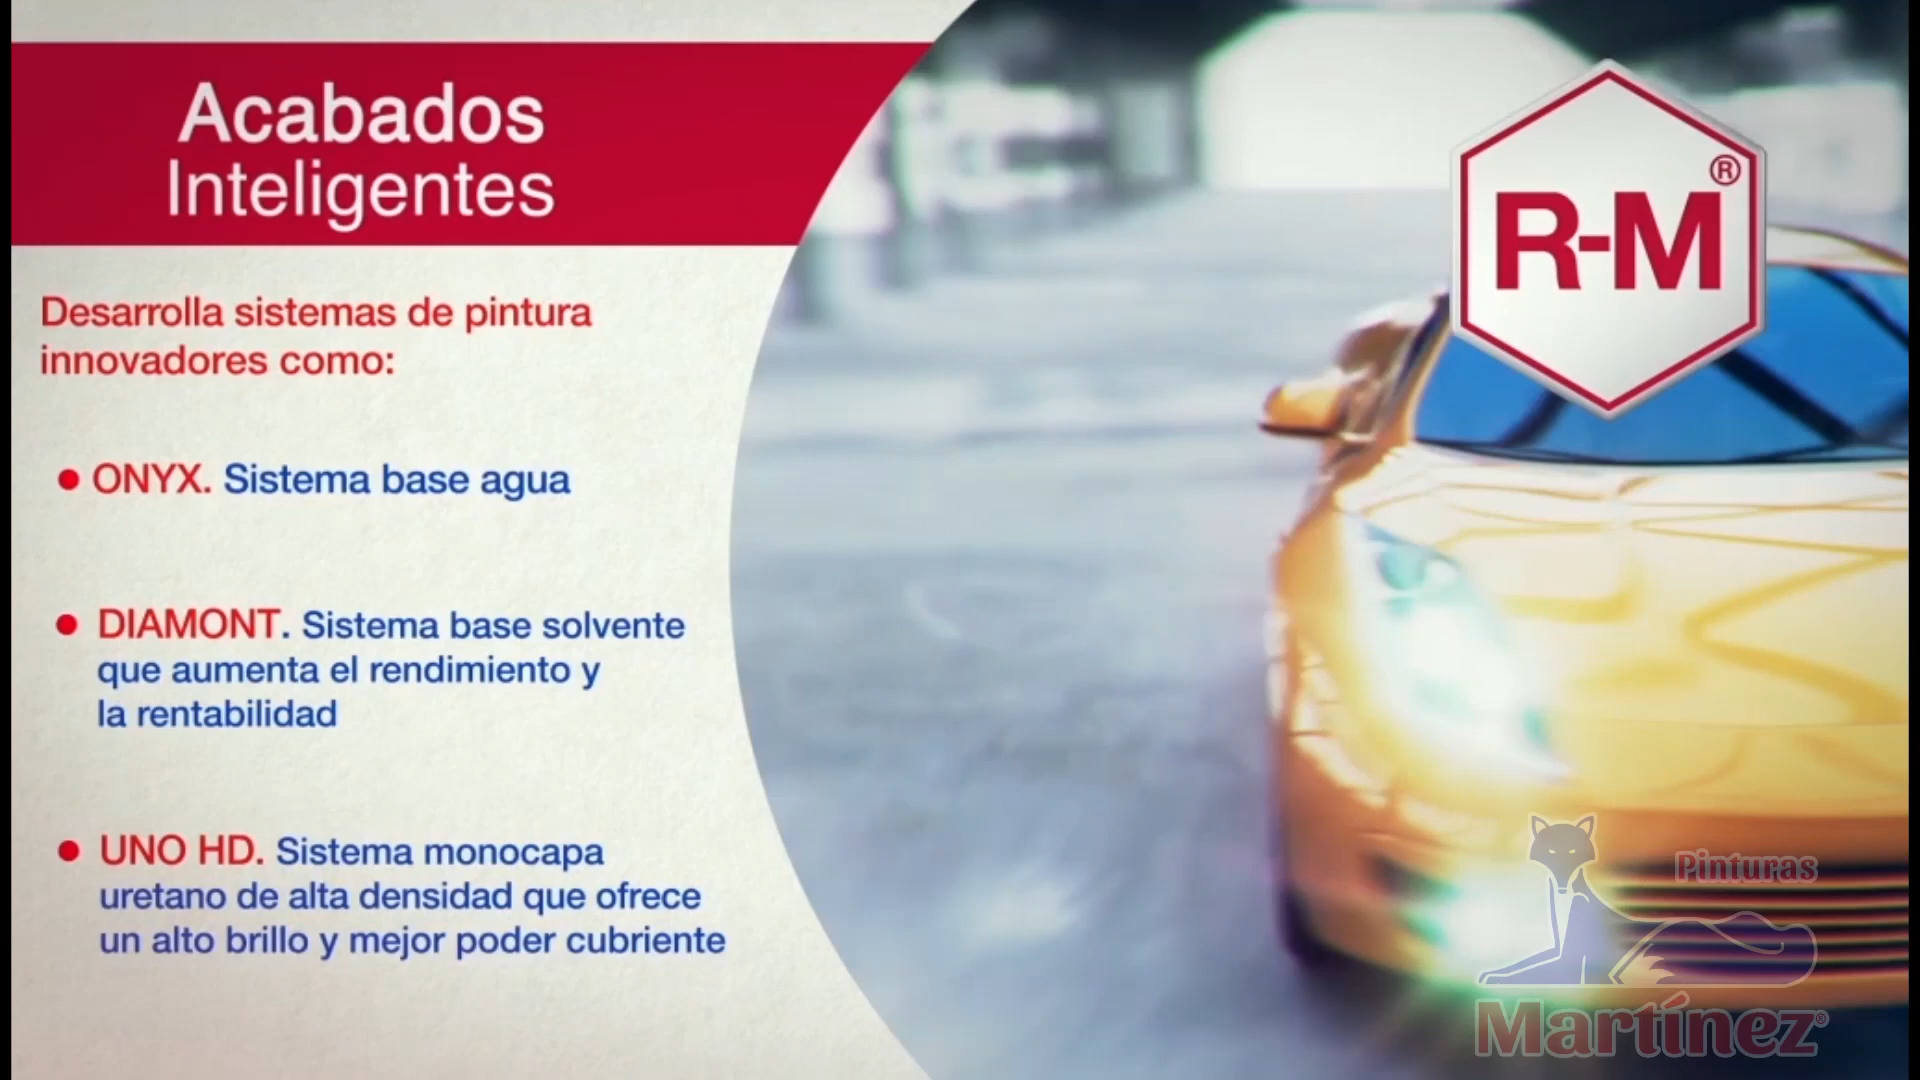 Acabados
Inteligentes
Desarrolla sistemas de pintura
innovadores como:
• ONYX. Sistema base agua
• DIAMONT. Sistema base solvente
que aumenta el rendimiento y
la rentabilidad
• UNO HD. Sistema monocapa
uretano de alta densidad que ofrece
un alto brillo y mejor poder cubriente
R-M®
Pinturas
Martínez®